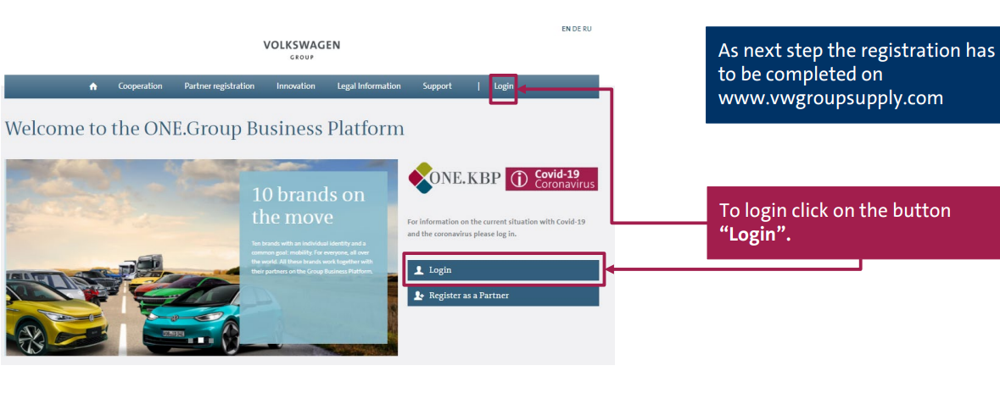 EN DE RU
VOLKSWAGEN
GROUP
Cooperation Partner registration Innovation Legal Information Support | Login
Welcome to the ONE.Group Business Platform
10 brands on
the move
Ten brands with an individual identity and a
common goal: mobility. For everyone, all over
the world. All these brands work together with
their partners on the Group Business Platform.
ONE.KBP
Covid-19
Coronavirus
For information on the current situation with Covid-19
and the coronavirus please log in.
Login
Register as a Partner
As next step the registration has
to be completed on
www.vwgroupsupply.com
To login click on the button
“Login”.